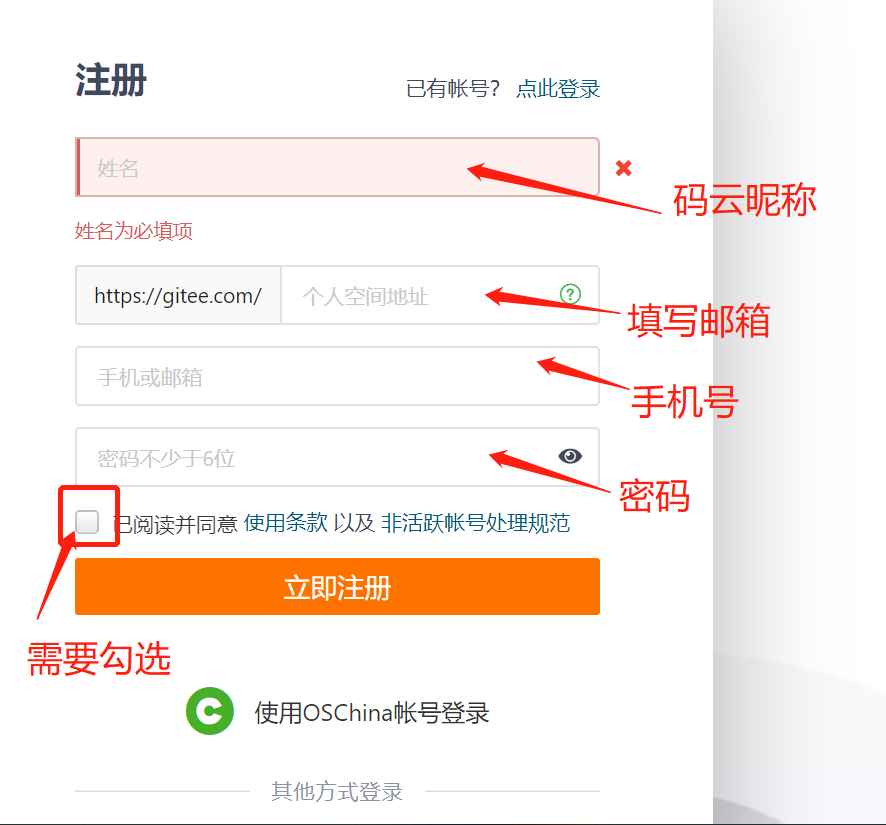 注册
已有帐号? 点此登录
姓名
码云昵称
姓名为必填项
https://gitee.com/ 个人空间地址
填写邮箱
手机或邮箱
手机号
密码不少于6位
密码
已阅读并同意 使用条款 以及 非活跃帐号处理规范
立即注册
需要勾选
使用OSChina帐号登录
其他方式登录